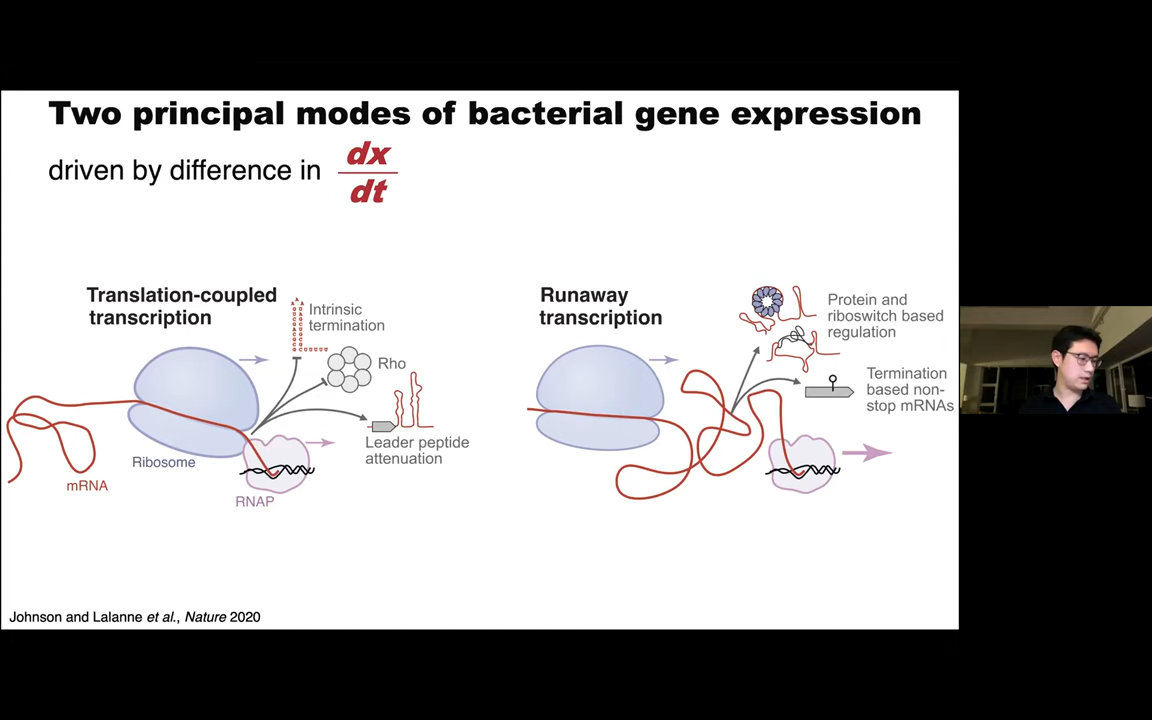 Two principal modes of bacterial gene expression
driven by difference in
dx
dt
Translation-coupled
transcription
Intrinsic
termination
Rho
Leader peptide
attenuation
Ribosome
mRNA
RNAP
Runaway
transcription
Protein and
riboswitch based
regulation
Termination
based non-
stop mRNAs
Johnson and Lalanne et al., Nature 2020